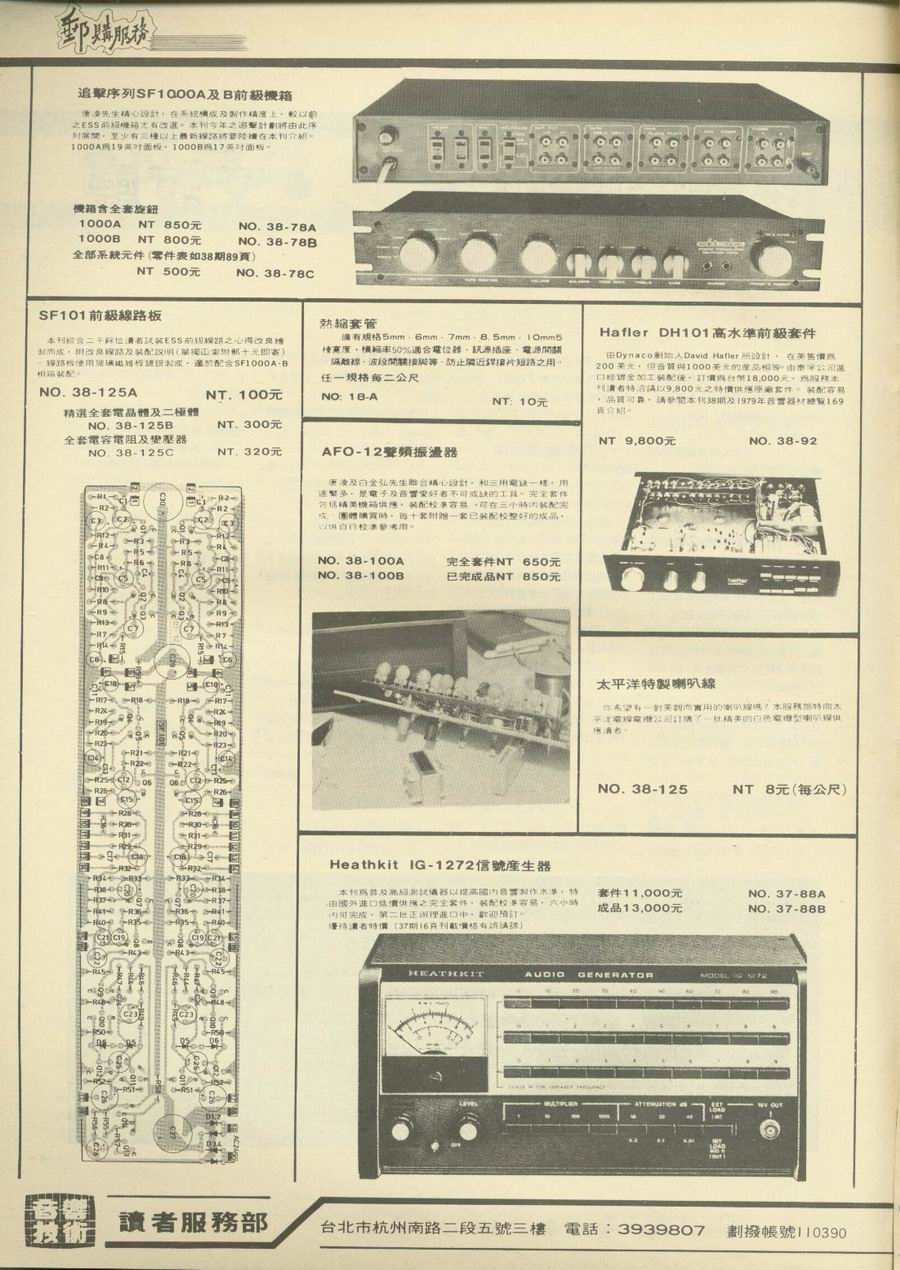 郵購服務
追擊序列SF1000A及B前級機箱
唐凌先生精心設計，在系統構成及製作精度上，較以前
之ESS前級機箱尤有改進。本刊今年之追擊計劃將由此序
列展開，至少有三種以上最新線路將要陸續在本刊介紹。
1000A爲19英吋面板，1000B爲17英吋面板。
機箱含全套旋鈕
1000A NT 850元 NO. 38-78A
1000B NT 800元 NO. 38-78B
全部系統元件(零件表如38期89頁)
NT 500元 NO. 38-78C
SF101前級線路板
本刊綜合二千餘位讀者試裝ESS前級線路之心得改良繪
製而成，附改良線路及裝配說明(單獨函索附郵十元即寄)
。線路板使用玻璃纖維板鍍銀製成，適於配合SF1000A·B
相箱裝配。
NO. 38-125A NT. 100元
精選全套電晶體及二極體
NO. 38-125B NT. 300元
全套電容電阻及變壓器
NO. 38-125C NT. 320元
熱縮套管
備有規格5mm·6mm·7mm·8.5mm·10mm5
種寬度，橫縮率50%適合電位器、訊源插座、電源開關
、隔離線、波段開關接脚等、防止隣近銲接片短路之用。
任一規格每二公尺
NO: 18-A NT: 10元
AFO-12聲頻振盪器
唐凌及白金弘先生聯合精心設計，和三用電錶一樣，用
途繁多，是電子及音響愛好者不可或缺的工具。完全套件
包括精美機箱供應，裝配校準容易，可在三小時內裝配完
成。團體購買時，每十套附贈一套已裝配校整好的成品，
以供自行校準參考用。
NO. 38-100A 完全套件NT 650元
NO. 38-100B 已完成品NT 850元
Hafler DH101高水準前級套件
由Dynaco創始人David Hafler所設計，在美售價爲
200美元，但音質與1000美元的產品相等。由泰孚公司進
口經鍍金加工裝配後，訂價爲台幣18,000元，爲服務本
刊讀者特洽請以9,800元之特價供應原廠套件。裝配容易
，品質可靠，請參閱本刊38期及1979年音響器材總覽169
頁介紹。
NT 9,800元 NO. 38-92
hafler
太平洋特製喇叭線
你希望有一對美觀而實用的喇叭線嗎？本服務部特向太
平洋電線電纜公司訂購了一批精美的白色電纜型喇叭線供
應讀者。
NO. 38-125 NT 8元(每公尺)
Heathkit IG-1272信號產生器
本刊爲普及高級測試儀器以提高國內音響製作水準，特
由國外進口低價供應之完全套件，裝配校準容易，六小時
內可完成，第二批正辦理進口中，歡迎預訂。
優待讀者特價 (37期16頁刊載價格有誤請諒)
套件11,000元 NO. 37-88A
成品13,000元 NO. 37-88B
HEATHKIT AUDIO GENERATOR MODEL IG-1272
LEVEL MULTIPLIER ATTENUATION dB EXT LOAD 10V OUT
OFF INT LOAD
音響技術
讀者服務部
台北市杭州南路二段五號三樓 電話：3939807 劃撥帳號110390